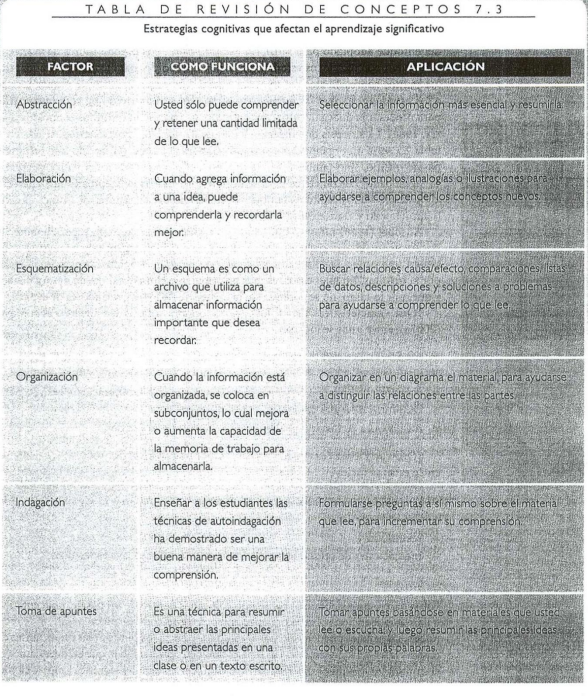 TABLA DE REVISIÓN DE CONCEPTOS 7.3
Estrategias cognitivas que afectan el aprendizaje significativo
FACTOR
CÓMO FUNCIONA
APLICACIÓN
Abstracción
Usted sólo puede comprender
y retener una cantidad limitada
de lo que lee.
Seleccionar la información más esencial y resumirla.
Elaboración
Cuando agrega información
a una idea, puede
comprenderla y recordarla
mejor.
Elaborar ejemplos, analogías o ilustraciones para
ayudarse a comprender los conceptos nuevos.
Esquematización
Un esquema es como un
archivo que utiliza para
almacenar información
importante que desea
recordar.
Buscar relaciones causa/efecto, comparaciones, listas
de datos, descripciones y soluciones a problemas
para ayudarse a comprender lo que lee.
Organización
Cuando la información está
organizada, se coloca en
subconjuntos, lo cual mejora
o aumenta la capacidad de
la memoria de trabajo para
almacenarla.
Organizar en un diagrama el material, para ayudarse
a distinguir las relaciones entre las partes.
Indagación
Enseñar a los estudiantes las
técnicas de autoindagación
ha demostrado ser una
buena manera de mejorar la
comprensión.
Formularse preguntas a sí mismo sobre el material
que lee, para incrementar su comprensión.
Toma de apuntes
Es una técnica para resumir
o abstraer las principales
ideas presentadas en una
clase o en un texto escrito.
Tomar apuntes basándose en materiales que usted
lee o escucha y luego resumir las principales ideas
con sus propias palabras.